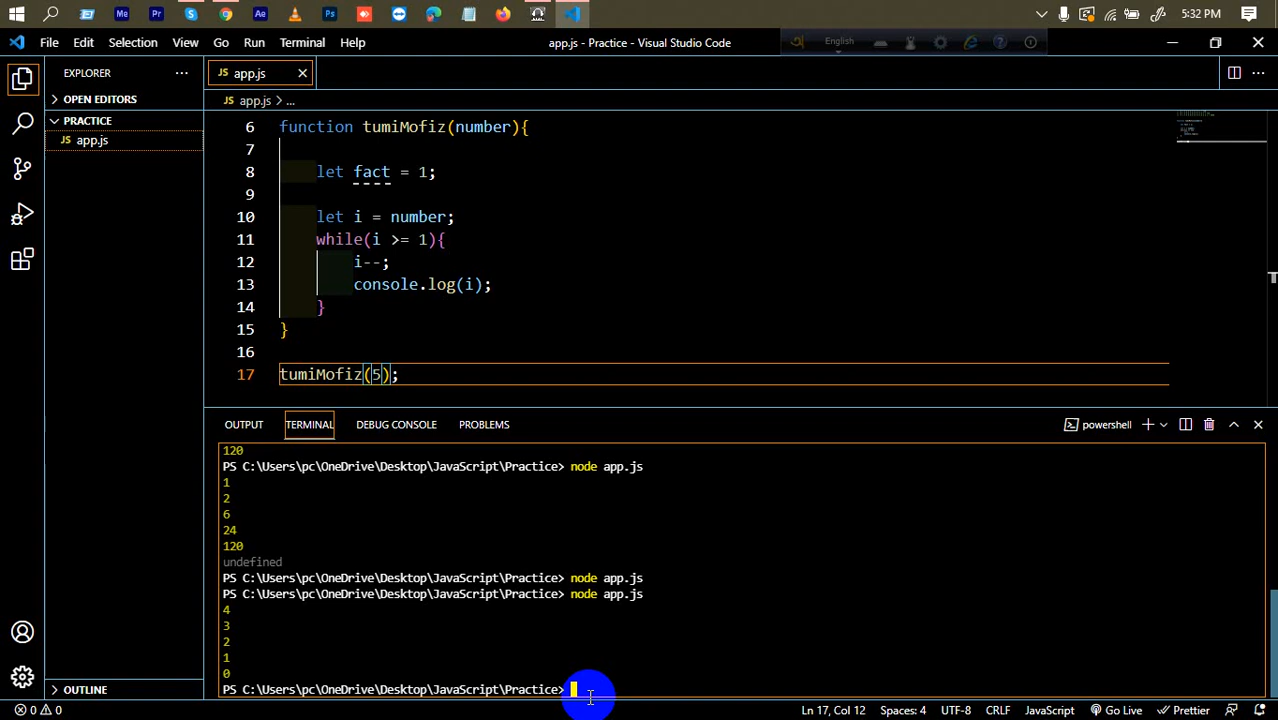 5:32 PM
File Edit Selection View Go Run Terminal Help
app.js - Practice - Visual Studio Code
English
EXPLORER
OPEN EDITORS
PRACTICE
JS app.js
OUTLINE
JS app.js
JS app.js > ...
6 function tumiMofiz(number){
7
8 let fact = 1;
9
10 let i = number;
11 while(i >= 1){
12 i--;
13 console.log(i);
14 }
15 }
16
17 tumiMofiz(5);
OUTPUT TERMINAL DEBUG CONSOLE PROBLEMS
powershell
120
PS C:\Users\pc\OneDrive\Desktop\JavaScript\Practice> node app.js
1
2
6
24
120
undefined
PS C:\Users\pc\OneDrive\Desktop\JavaScript\Practice> node app.js
PS C:\Users\pc\OneDrive\Desktop\JavaScript\Practice> node app.js
4
3
2
1
0
PS C:\Users\pc\OneDrive\Desktop\JavaScript\Practice>
0 0 Ln 17, Col 12 Spaces: 4 UTF-8 CRLF JavaScript Go Live Prettier